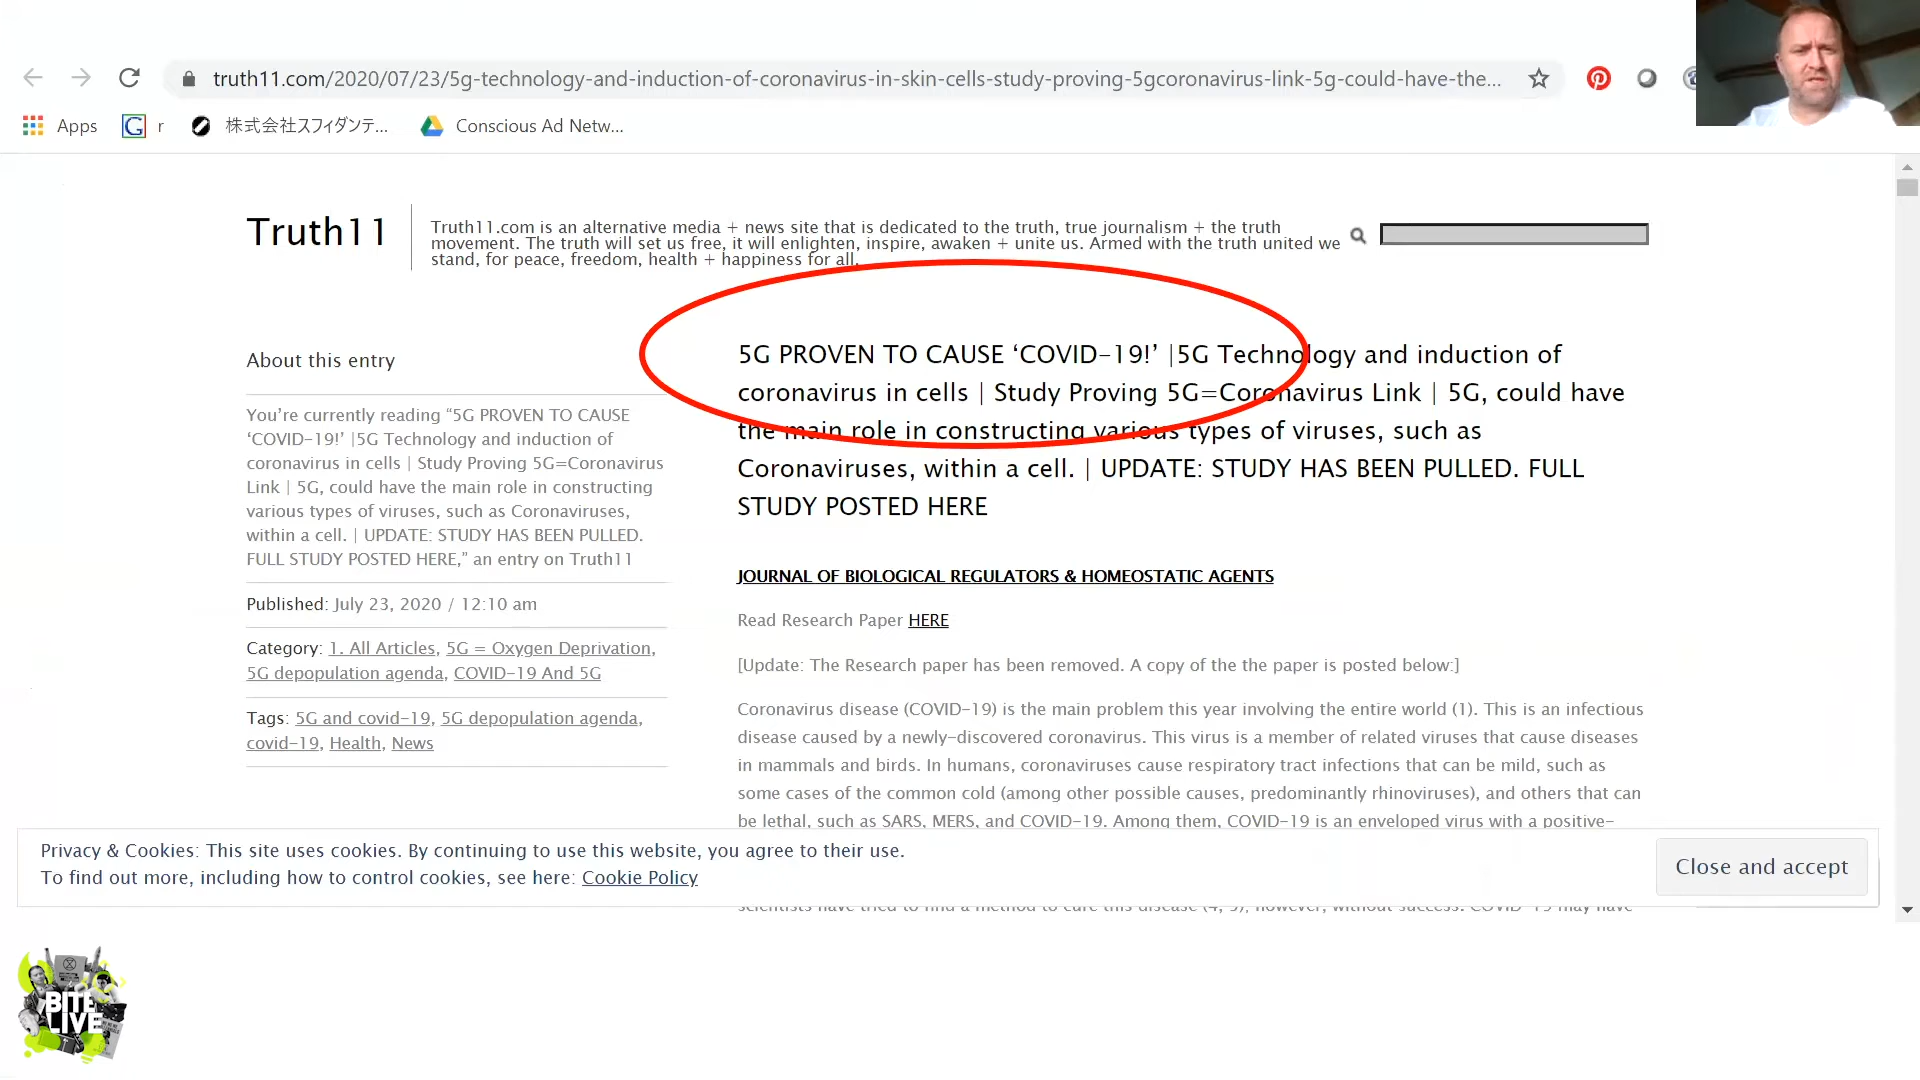 truth11.com/2020/07/23/5g-technology-and-induction-of-coronavirus-in-skin-cells-study-proving-5gcoronavirus-link-5g-could-have-the...
Apps
G r
株式会社スフィダンテ...
Conscious Ad Netw...
Truth11
Truth11.com is an alternative media + news site that is dedicated to the truth, true journalism + the truth
movement. The truth will set us free, it will enlighten, inspire, awaken + unite us. Armed with the truth united we
stand, for peace, freedom, health + happiness for all.
About this entry
You're currently reading “5G PROVEN TO CAUSE
‘COVID-19!’ |5G Technology and induction of
coronavirus in cells | Study Proving 5G=Coronavirus
Link | 5G, could have the main role in constructing
various types of viruses, such as Coronaviruses,
within a cell. | UPDATE: STUDY HAS BEEN PULLED.
FULL STUDY POSTED HERE,” an entry on Truth11
Published: July 23, 2020 / 12:10 am
Category: 1. All Articles, 5G = Oxygen Deprivation,
5G depopulation agenda, COVID-19 And 5G
Tags: 5G and covid-19, 5G depopulation agenda,
covid-19, Health, News
5G PROVEN TO CAUSE ‘COVID-19!’ |5G Technology and induction of
coronavirus in cells | Study Proving 5G=Coronavirus Link | 5G, could have
the main role in constructing various types of viruses, such as
Coronaviruses, within a cell. | UPDATE: STUDY HAS BEEN PULLED. FULL
STUDY POSTED HERE
JOURNAL OF BIOLOGICAL REGULATORS & HOMEOSTATIC AGENTS
Read Research Paper HERE
[Update: The Research paper has been removed. A copy of the the paper is posted below:]
Coronavirus disease (COVID-19) is the main problem this year involving the entire world (1). This is an infectious
disease caused by a newly-discovered coronavirus. This virus is a member of related viruses that cause diseases
in mammals and birds. In humans, coronaviruses cause respiratory tract infections that can be mild, such as
some cases of the common cold (among other possible causes, predominantly rhinoviruses), and others that can
be lethal, such as SARS, MERS, and COVID-19. Among them, COVID-19 is an enveloped virus with a positive-
Privacy & Cookies: This site uses cookies. By continuing to use this website, you agree to their use.
To find out more, including how to control cookies, see here: Cookie Policy
Close and accept
scientists have tried to find a method to cure this disease (4, 5), however, without success. COVID-19 may have
BITE
LIVE